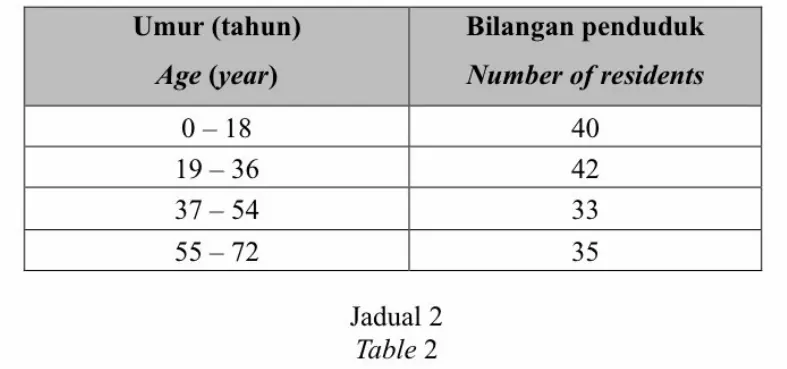 Umur (tahun) Bilangan penduduk
Age (year) Number of residents
0 – 18 40
19 – 36 42
37 – 54 33
55 – 72 35
Jadual 2
Table 2